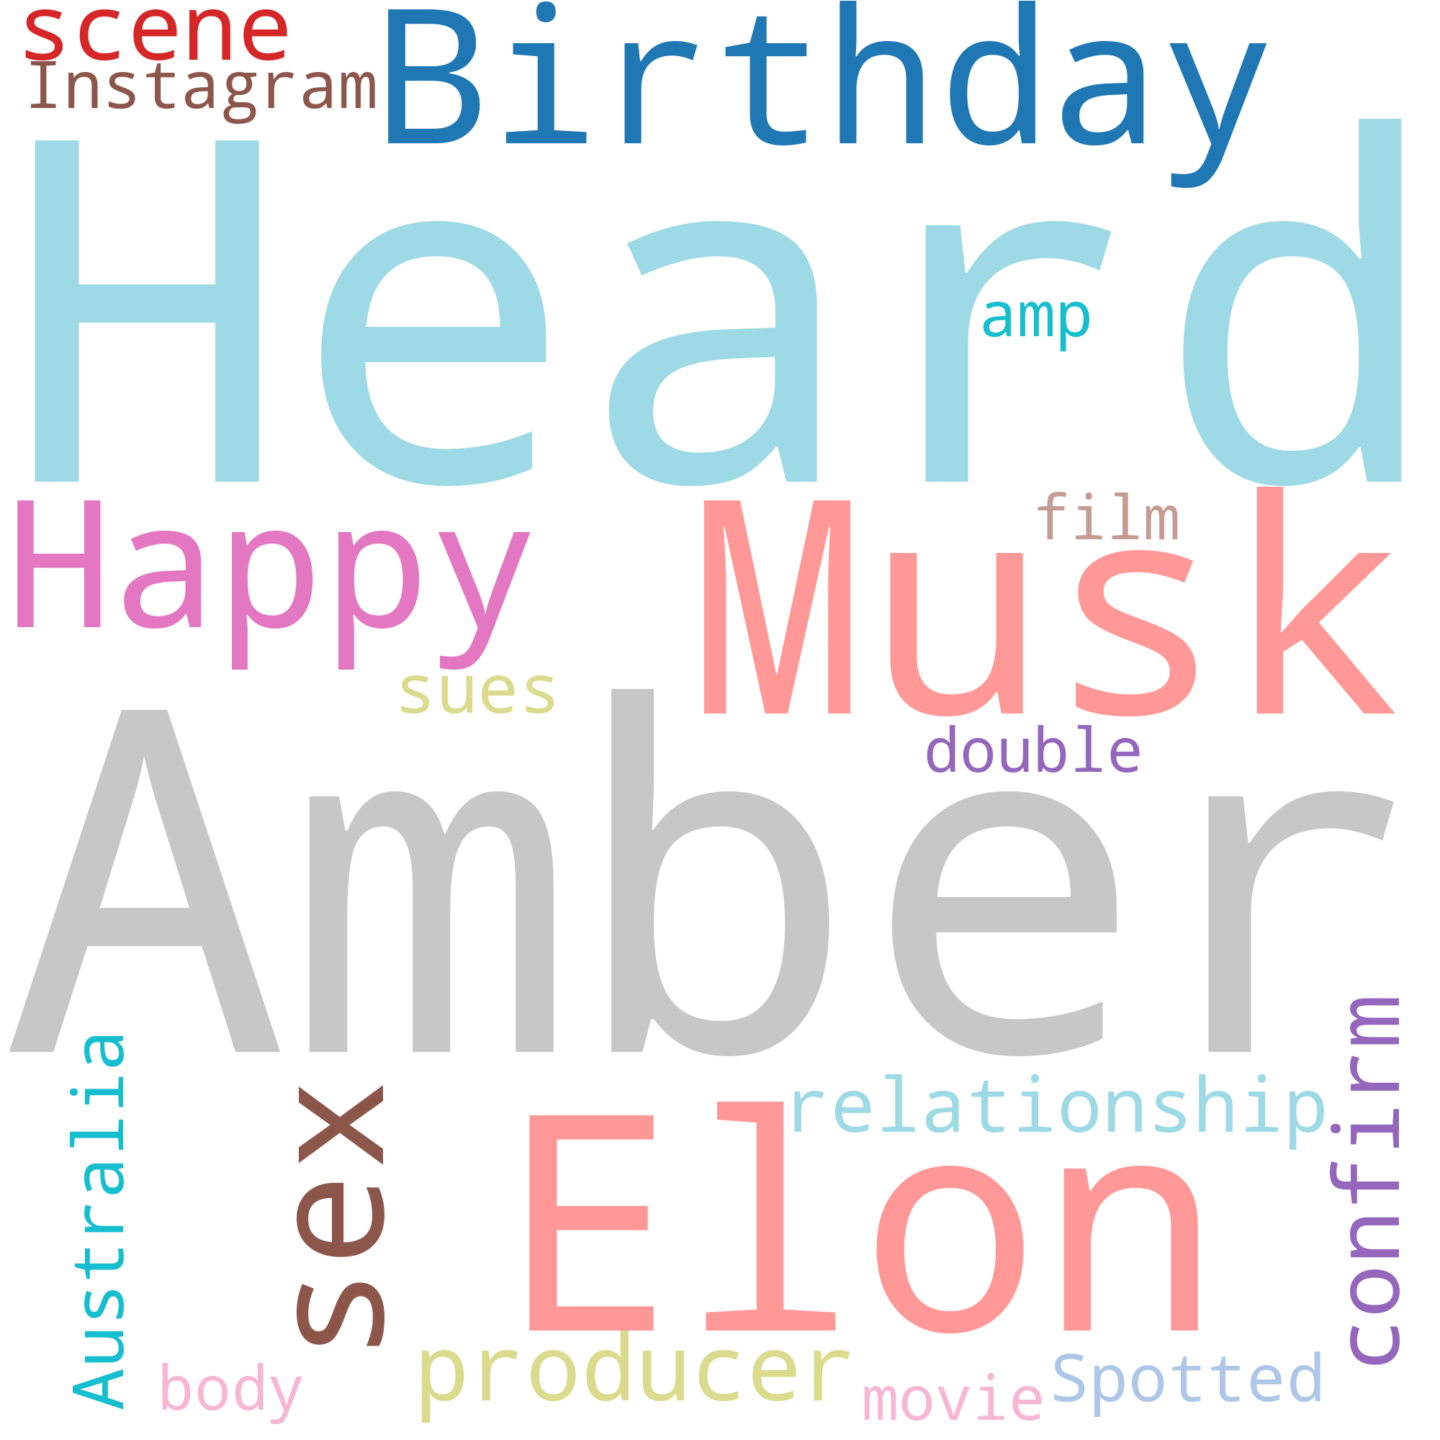 scene
Instagram
Birthday
Heard
amp
Happy
Musk
film
sues
double
Amber
Australia
sex
Elon
relationship
confirm
body
producer
movie
Spotted